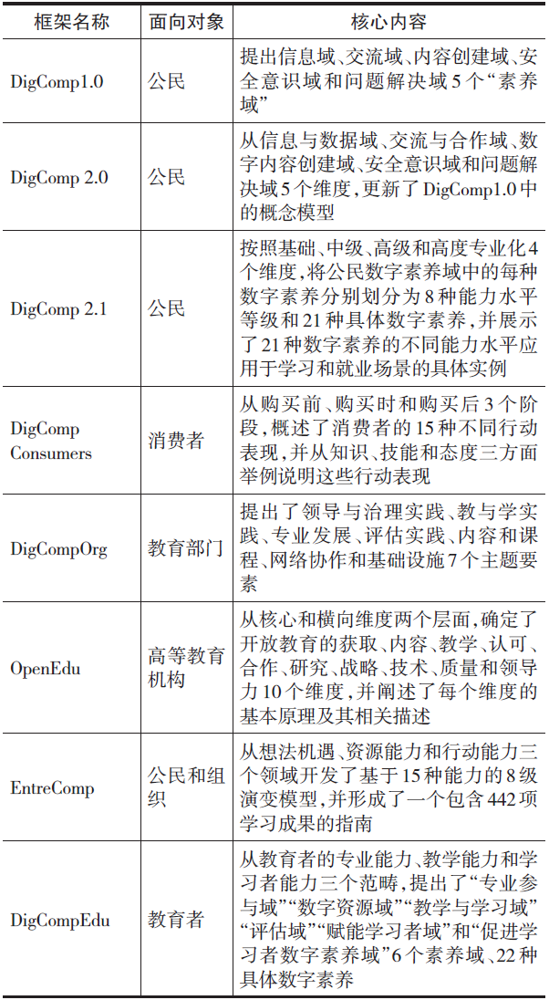 框架名称 面向对象 核心内容
DigComp1.0 公民
提出信息域、交流域、内容创建域、安
全意识域和问题解决域5个“素养
域”
DigComp 2.0 公民
从信息与数据域、交流与合作域、数
字内容创建域、安全意识域和问题解
决域5个维度,更新了DigComp1.0中
的概念模型
DigComp 2.1 公民
按照基础、中级、高级和高度专业化4
个维度,将公民数字素养域中的每种
数字素养分别划分为8种能力水平
等级和21种具体数字素养,并展示
了21种数字素养的不同能力水平应
用于学习和就业场景的具体实例
DigComp
Consumers
消费者
从购买前、购买时和购买后3个阶
段,概述了消费者的15种不同行动
表现,并从知识、技能和态度三方面
举例说明这些行动表现
DigCompOrg 教育部门
提出了领导与治理实践、教与学实
践、专业发展、评估实践、内容和课
程、网络协作和基础设施7个主题要
素
OpenEdu
高等教育
机构
从核心和横向维度两个层面,确定了
开放教育的获取、内容、教学、认可、
合作、研究、战略、技术、质量和领导
力10个维度,并阐述了每个维度的
基本原理及其相关描述
EntreComp
公民和组
织
从想法机遇、资源能力和行动能力三
个领域开发了基于15种能力的8级
演变模型,并形成了一个包含442项
学习成果的指南
DigCompEdu 教育者
从教育者的专业能力、教学能力和学
习者能力三个范畴,提出了“专业参
与域”“数字资源域”“教学与学习域”
“评估域”“赋能学习者域”和“促进学
习者数字素养域”6个素养域、22种
具体数字素养